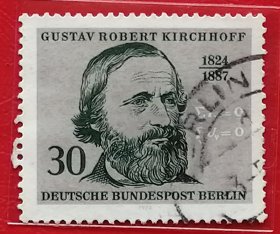 GUSTAV ROBERT KIRCHHOFF
1824
1887
30
DEUTSCHE BUNDESPOST BERLIN